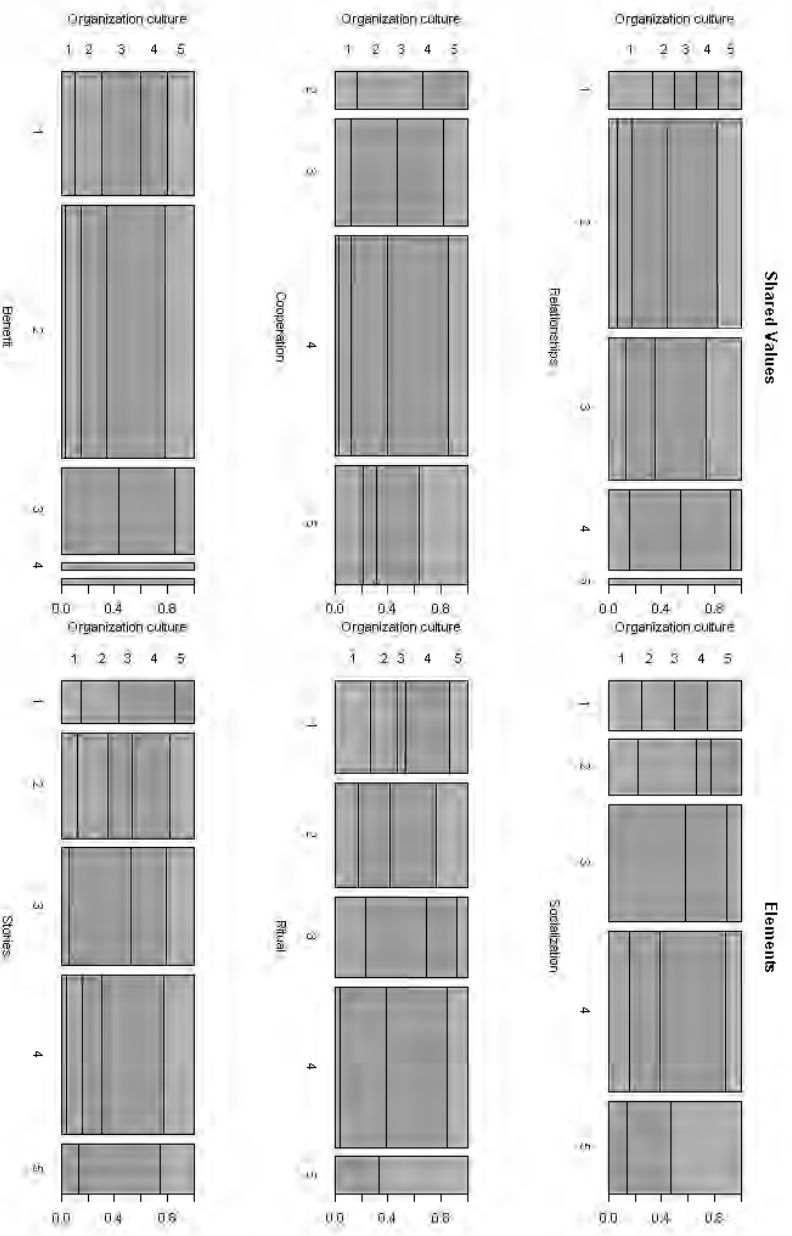 Shared Values
Organization culture
1 2 3 4 5
1 2 3 4 5
0.0 0.4 0.8
Relationships
Organization culture
1 2 3 4 5
2 3 4 5
0.0 0.4 0.8
Cooperation
Organization culture
1 2 3 4 5
1 2 3 4
0.0 0.4 0.8
Benefit
Elements
Organization culture
1 2 3 4 5
1 2 3 4 5
0.0 0.4 0.8
Socialization
Organization culture
1 2 3 4 5
1 2 3 4 5
0.0 0.4 0.8
Ritual
Organization culture
1 2 3 4 5
1 2 3 4 5
0.0 0.4 0.8
Stories